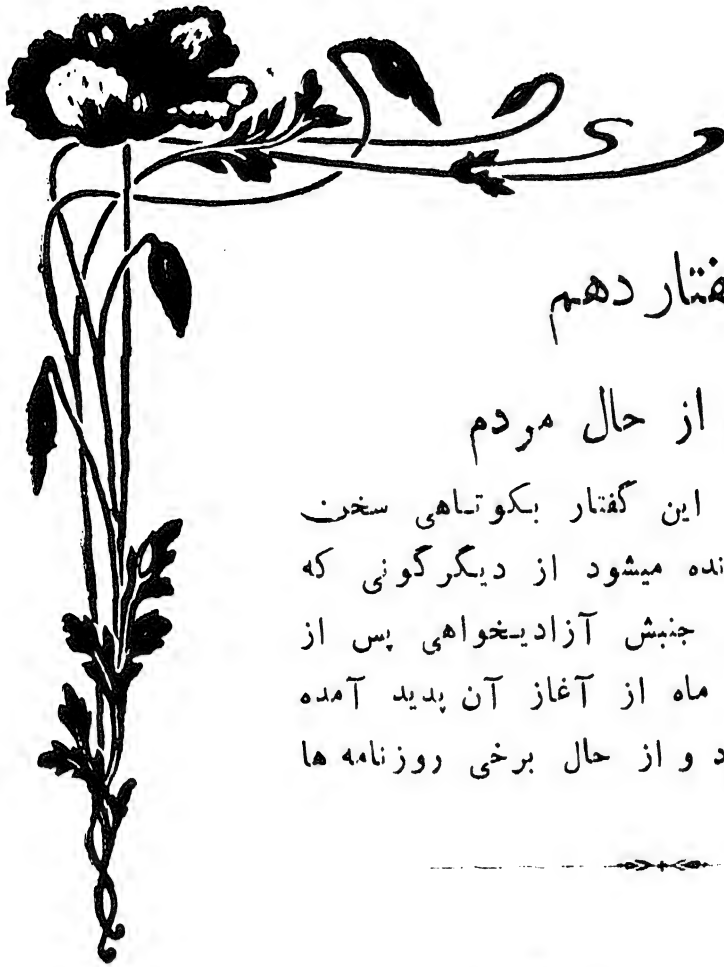 فتار دهم
از حال مردم
این گفتار بکوتاهی سخن
نده میشود از دیگرگونی که
جنبش آزادیخواهی پس از
ماه از آغاز آن پدید آمده
د و از حال برخی روزنامه ها